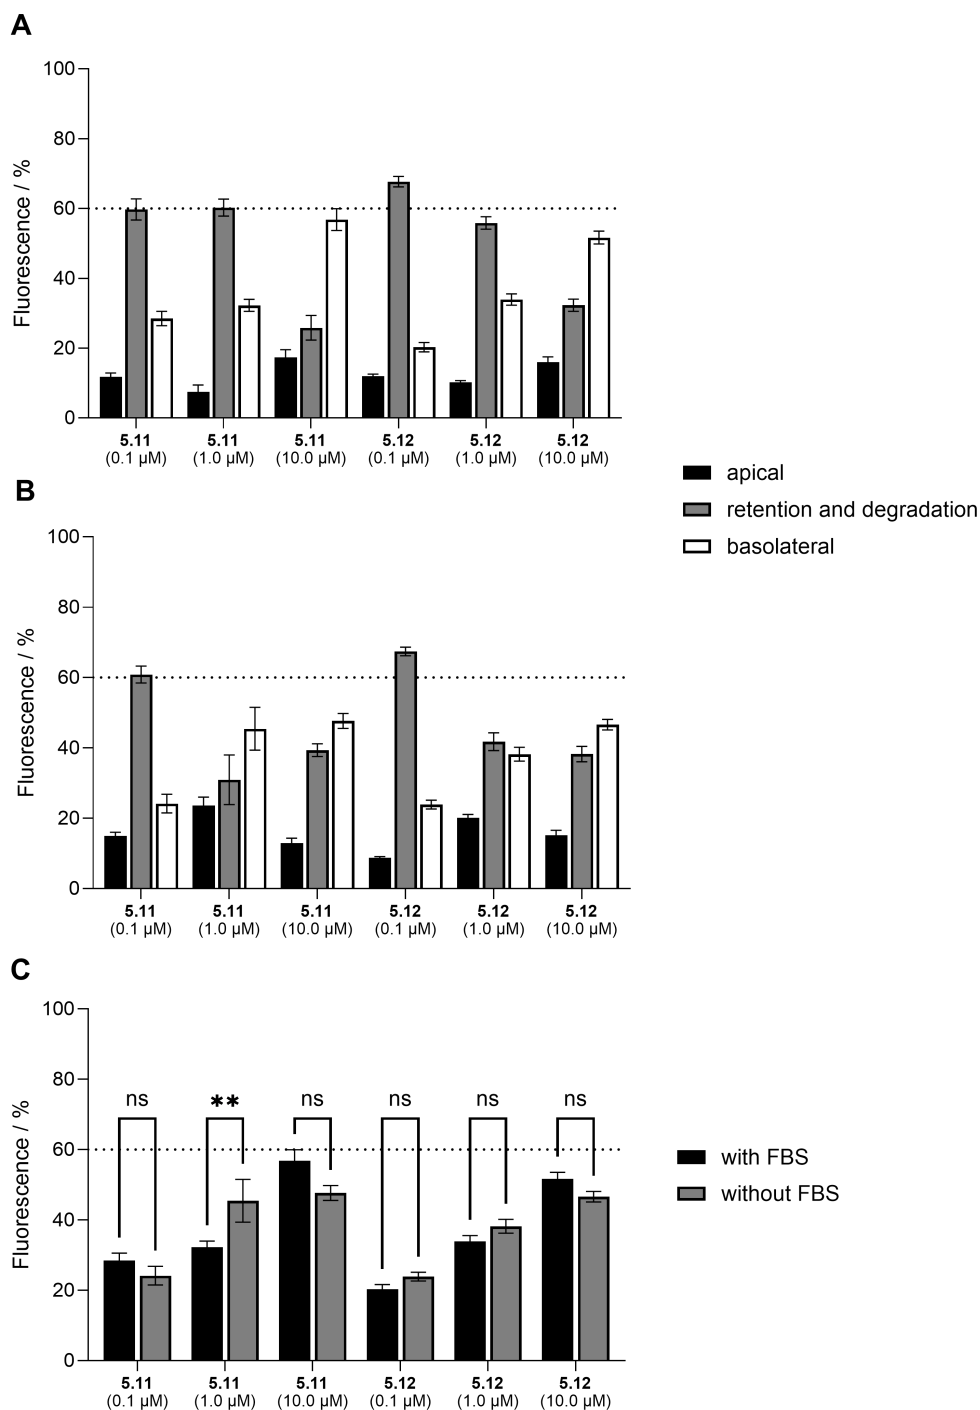 A
100
80
60
40
20
0
Fluorescence / %
5.11 5.11 5.11 5.12 5.12 5.12
(0.1 µM) (1.0 µM) (10.0 µM) (0.1 µM) (1.0 µM) (10.0 µM)
apical
retention and degradation
basolateral
B
100
80
60
40
20
0
Fluorescence / %
5.11 5.11 5.11 5.12 5.12 5.12
(0.1 µM) (1.0 µM) (10.0 µM) (0.1 µM) (1.0 µM) (10.0 µM)
C
100
80
60
40
20
0
Fluorescence / %
ns ** ns ns ns ns
with FBS
without FBS
5.11 5.11 5.11 5.12 5.12 5.12
(0.1 µM) (1.0 µM) (10.0 µM) (0.1 µM) (1.0 µM) (10.0 µM)